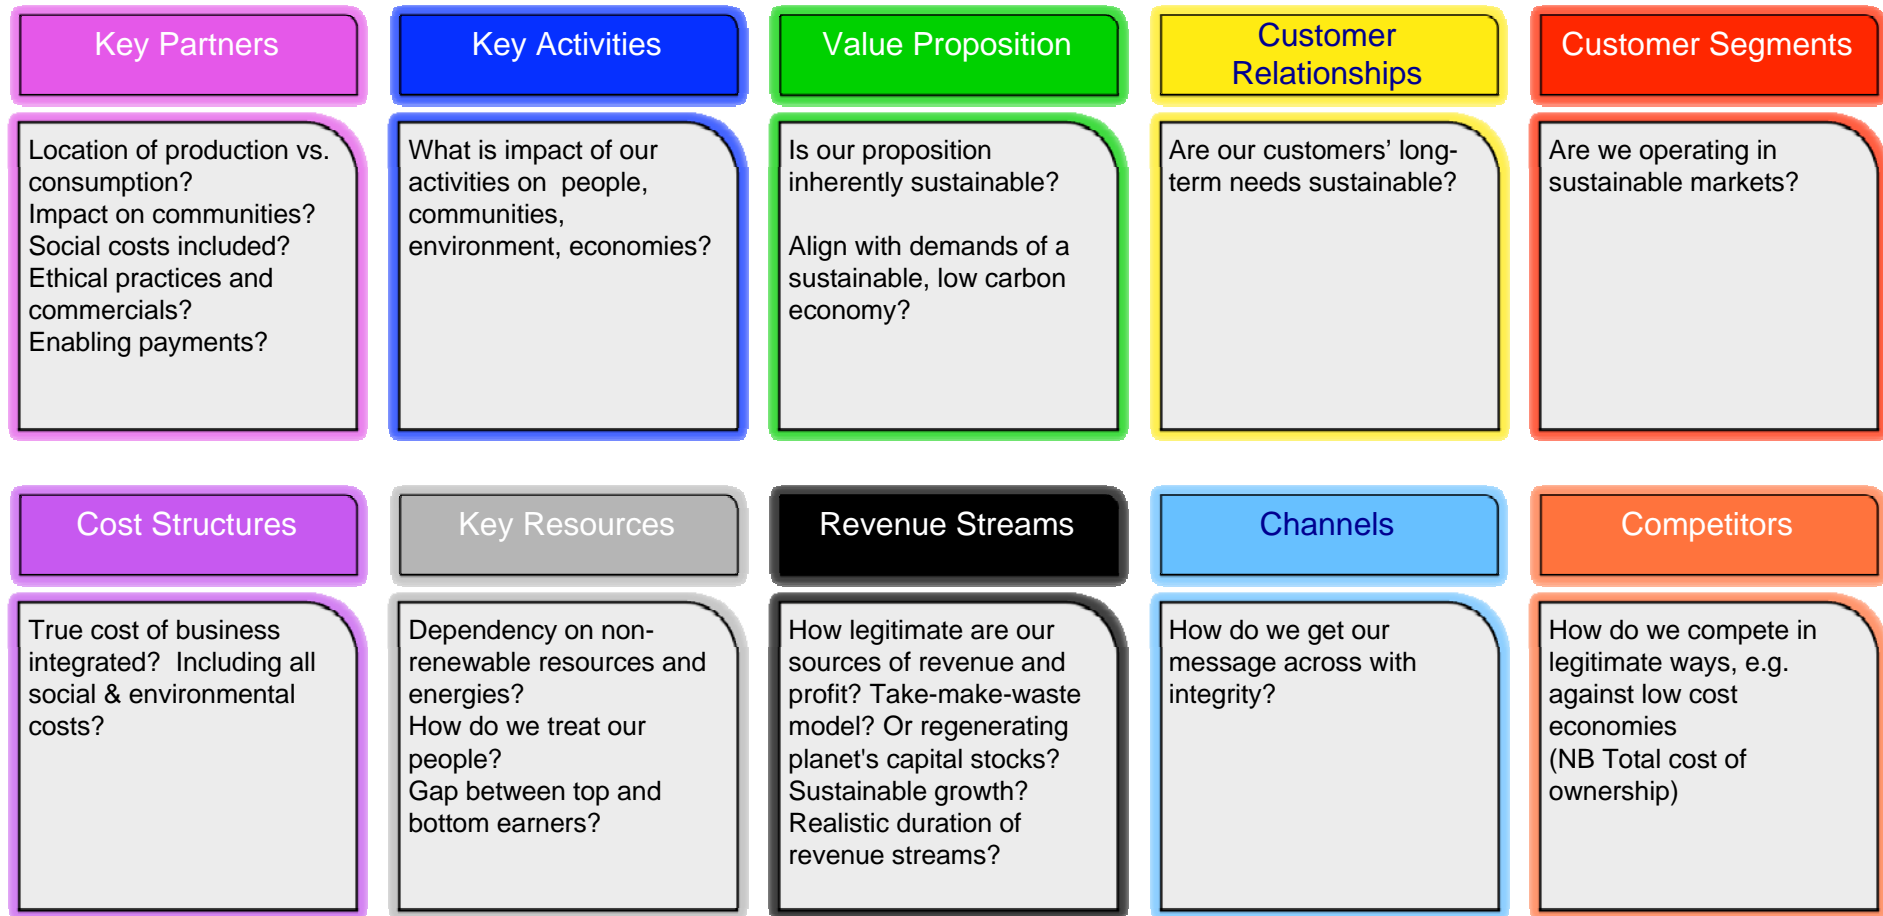 Key Partners
Location of production vs.
consumption?
Impact on communities?
Social costs included?
Ethical practices and
commercials?
Enabling payments?
Key Activities
What is impact of our
activities on  people,
communities,
environment, economies?
Value Proposition
Is our proposition
inherently sustainable?
Align with demands of a
sustainable, low carbon
economy?
Customer
Relationships
Are our customers’ long-
term needs sustainable?
Customer Segments
Are we operating in
sustainable markets?
Cost Structures
True cost of business
integrated?  Including all
social & environmental
costs?
Key Resources
Dependency on non-
renewable resources and
energies?
How do we treat our
people?
Gap between top and
bottom earners?
Revenue Streams
How legitimate are our
sources of revenue and
profit? Take-make-waste
model? Or regenerating
planet's capital stocks?
Sustainable growth?
Realistic duration of
revenue streams?
Channels
How do we get our
message across with
integrity?
Competitors
How do we compete in
legitimate ways, e.g.
against low cost
economies
(NB Total cost of
ownership)